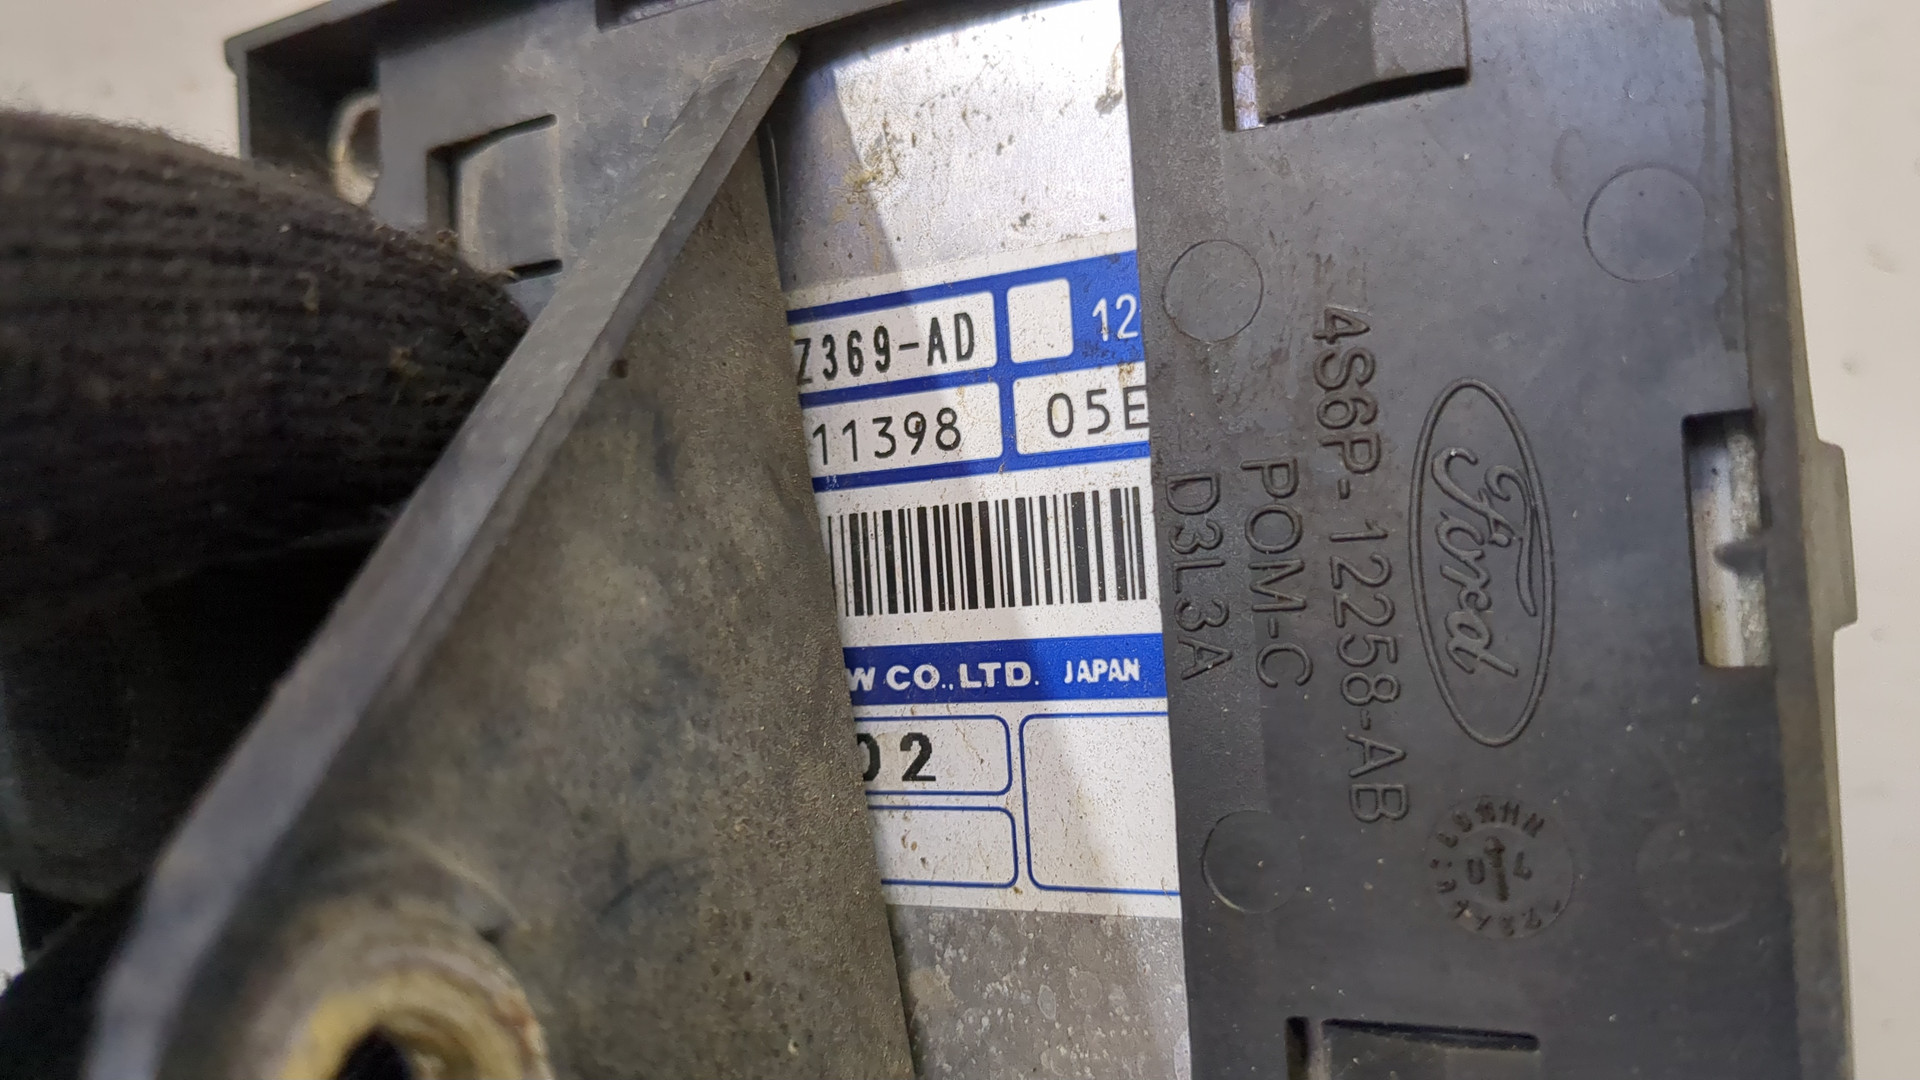 Z369-AD
12
11398
05E
W CO.,LTD. JAPAN
02
Ford
4S6P-12258-AB
POM-C
D3L3A